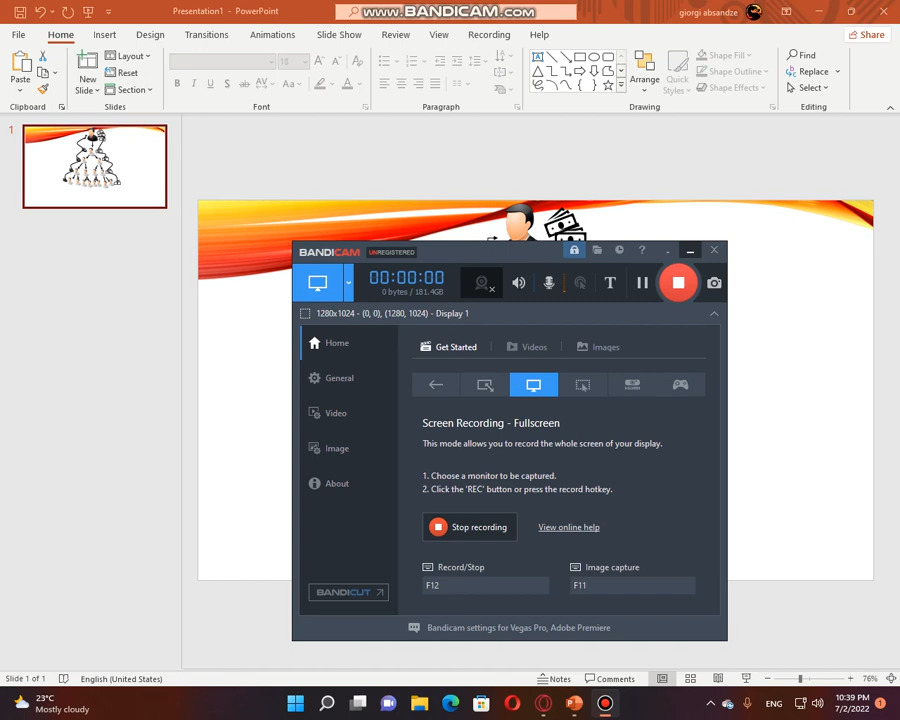 Presentation1 - PowerPoint
WWW.BANDICAM.COM
giorgi absandze
File Home Insert Design Transitions Animations Slide Show Review View Recording Help
Share
Paste
Clipboard
New
Slide
Layout
Reset
Section
Slides
18
Font
Paragraph
Arrange
Quick
Styles
Shape Fill
Shape Outline
Shape Effects
Drawing
Find
Replace
Select
Editing
1
BANDICAM UNREGISTERED
00:00:00
0 bytes / 181.4GB
1280x1024 - (0, 0), (1280, 1024) - Display 1
Home
General
Video
Image
About
BANDICUT
Get Started
Videos
Images
Screen Recording - Fullscreen
This mode allows you to record the whole screen of your display.
1. Choose a monitor to be captured.
2. Click the 'REC' button or press the record hotkey.
Stop recording
View online help
Record/Stop
F12
Image capture
F11
Bandicam settings for Vegas Pro, Adobe Premiere
Slide 1 of 1
English (United States)
Notes
Comments
76%
23°C
Mostly cloudy
ENG
10:39 PM
7/2/2022
1